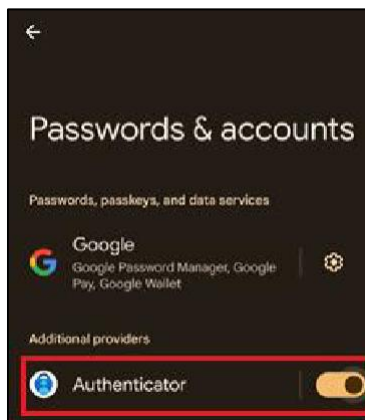 Passwords & accounts
Passwords, passkeys, and data services
Google
Google Password Manager, Google
Pay, Google Wallet
Additional providers
Authenticator